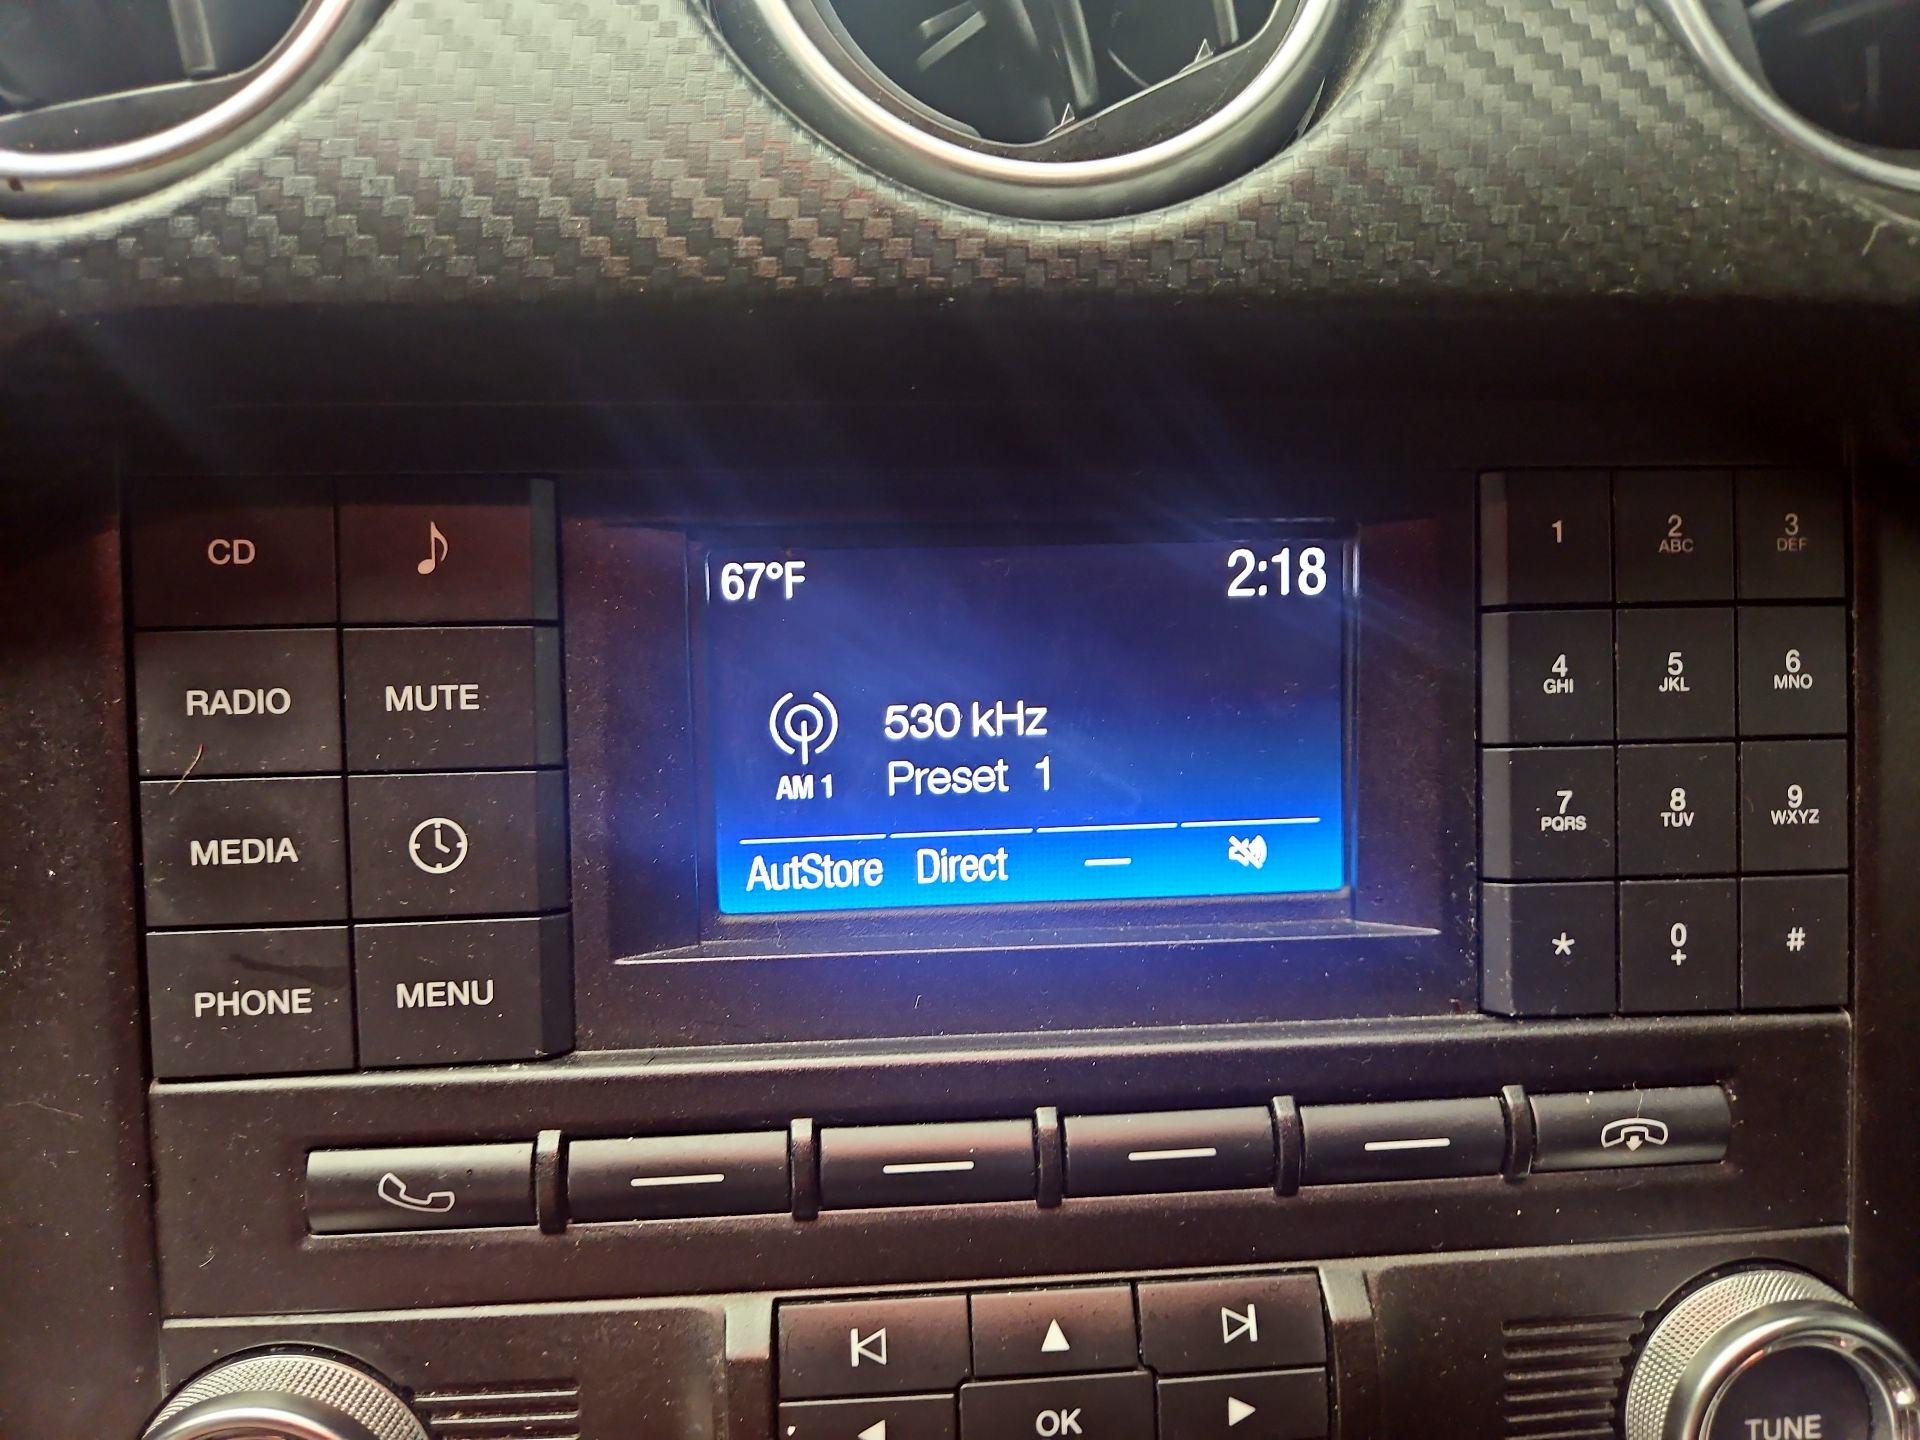 67°F 2:18
530 kHz
AM 1 Preset 1
AutStore Direct
CD
RADIO MUTE
MEDIA
PHONE MENU
1 2 3
ABC DEF
4 5 6
GHI JKL MNO
7 8 9
PQRS TUV WXYZ
* 0 #
+
OK
TUNE